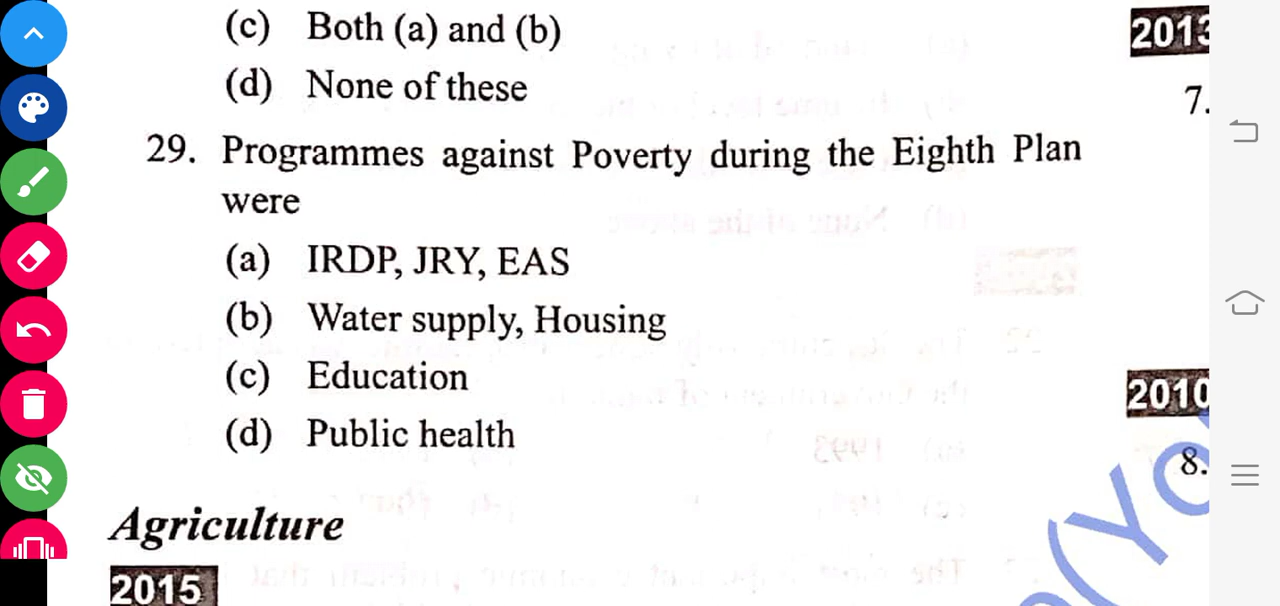 (c) Both (a) and (b)
(d) None of these
29. Programmes against Poverty during the Eighth Plan
were
(a) IRDP, JRY, EAS
(b) Water supply, Housing
(c) Education
(d) Public health
Agriculture
2015
2013
7.
2010
8.